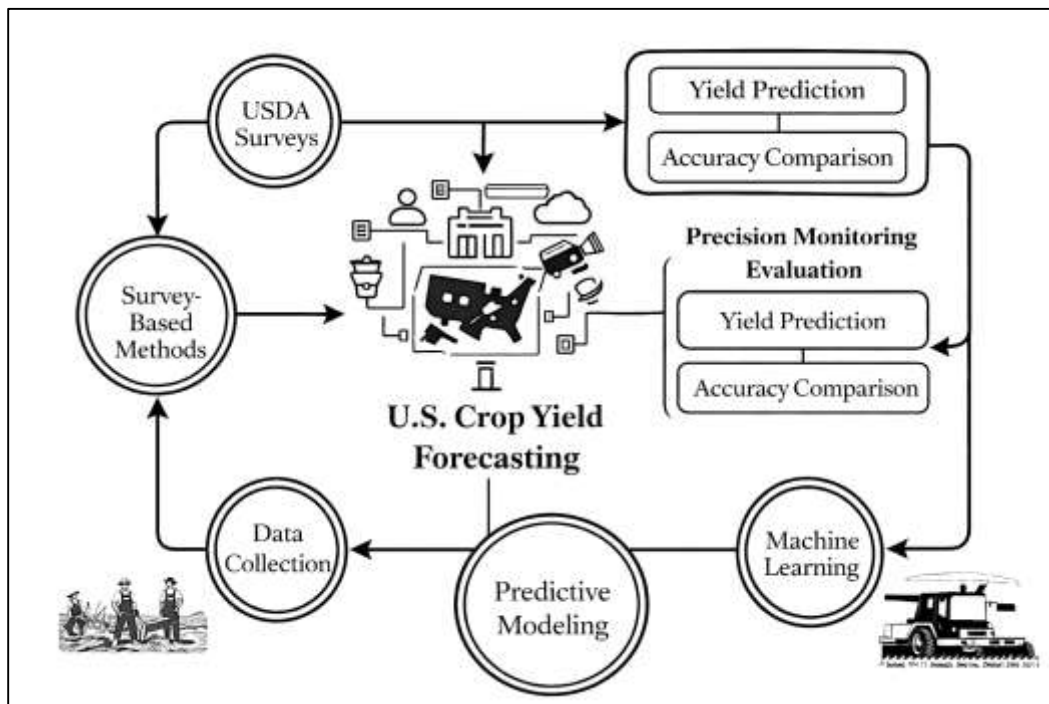 USDA
Surveys
Yield Prediction
Accuracy Comparison
Precision Monitoring
Evaluation
Yield Prediction
Accuracy Comparison
Survey-
Based
Methods
U.S. Crop Yield
Forecasting
Data
Collection
Predictive
Modeling
Machine
Learning